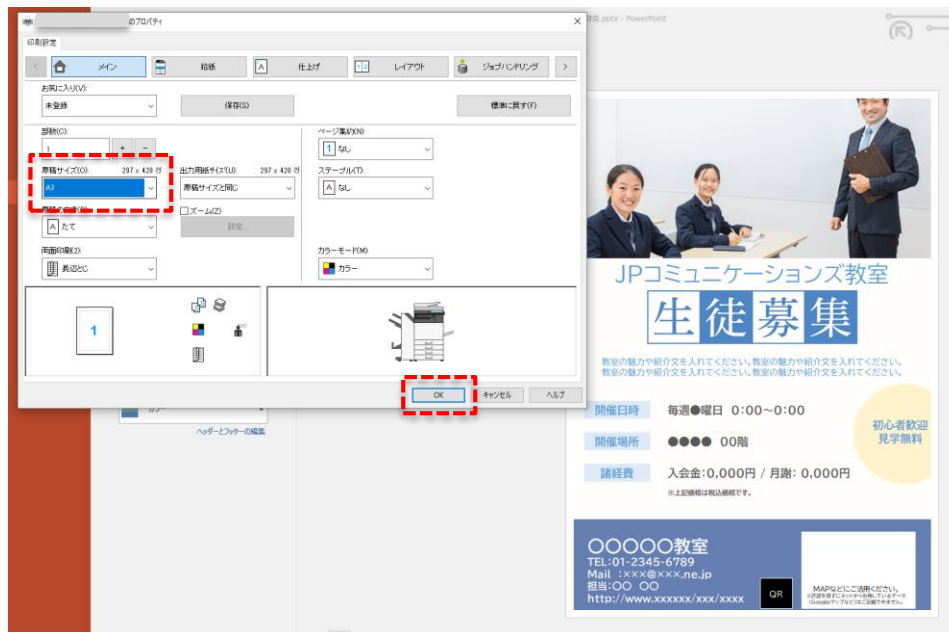 のプロパティ
集.pptx - PowerPoint
印刷設定
メイン
給紙
仕上げ
レイアウト
ジョブハンドリング
お気に入り(V):
未登録
保存(S)
標準に戻す(F)
部数(C):
1
+
-
ページ集約(N):
1 なし
原稿サイズ(O): 297 x 420 ミリ
出力用紙サイズ(U): 297 x 420 ミリ
ステープル(T):
A3
原稿サイズと同じ
A なし
ズーム(Z)
A たて
設定...
両面印刷(2):
カラーモード(M):
長辺とじ
カラー
1
OK
キャンセル
ヘルプ
カラー
ヘッダーとフッターの編集
JPコミュニケーションズ教室
生徒募集
教室の魅力や紹介文を入れてください。教室の魅力や紹介文を入れてください。
教室の魅力や紹介文を入れてください。教室の魅力や紹介文を入れてください。
開催日時 毎週●曜日 0:00~0:00
開催場所 ●●●● 00階
諸経費 入会金:0,000円 / 月謝: 0,000円
※上記価格は税込価格です。
初心者歓迎
見学無料
○○○○○教室
TEL:01-2345-6789
Mail :×××@×××.ne.jp
担当:○○ ○○
http://www.xxxxxx/xxx/xxxx
QR
MAPなどにご活用ください。